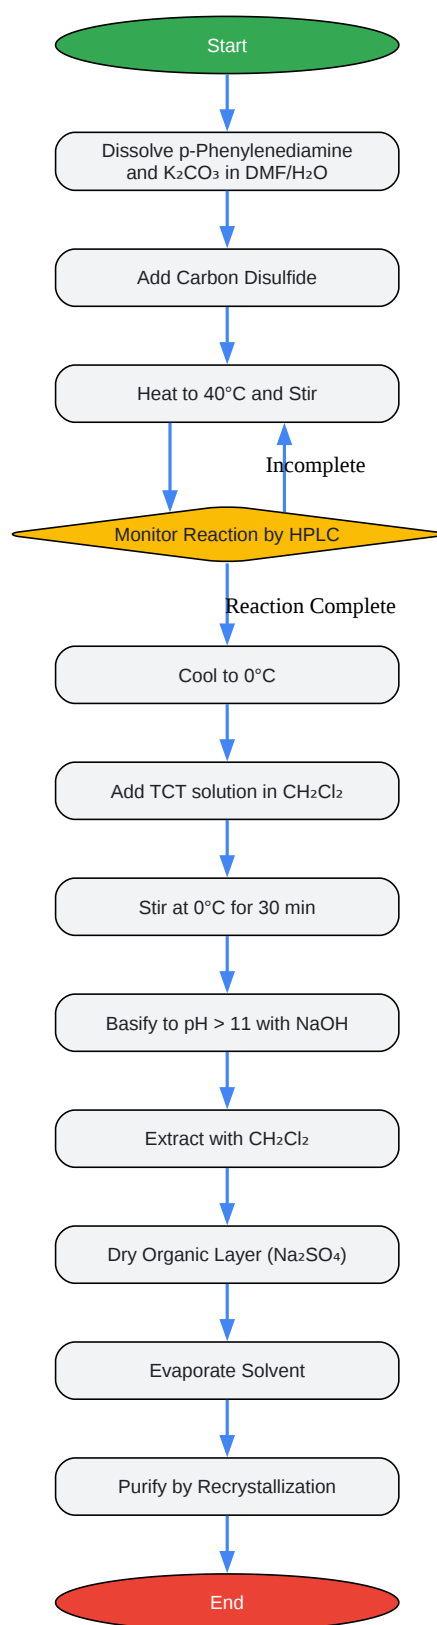 Start
Dissolve p-Phenylenediamine
and K₂CO₃ in DMF/H₂O
Add Carbon Disulfide
Heat to 40°C and Stir
Incomplete
Monitor Reaction by HPLC
Reaction Complete
Cool to 0°C
Add TCT solution in CH₂Cl₂
Stir at 0°C for 30 min
Basify to pH > 11 with NaOH
Extract with CH₂Cl₂
Dry Organic Layer (Na₂SO₄)
Evaporate Solvent
Purify by Recrystallization
End